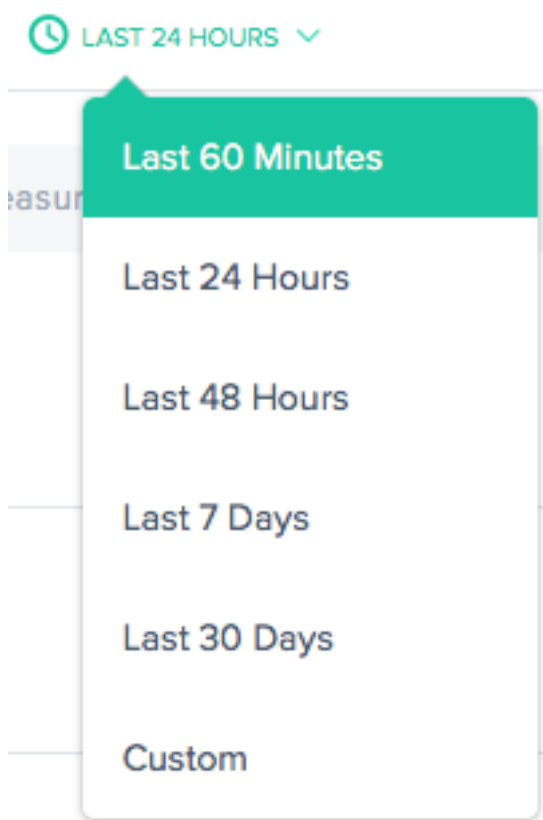 LAST 24 HOURS
Last 60 Minutes
Last 24 Hours
Last 48 Hours
Last 7 Days
Last 30 Days
Custom